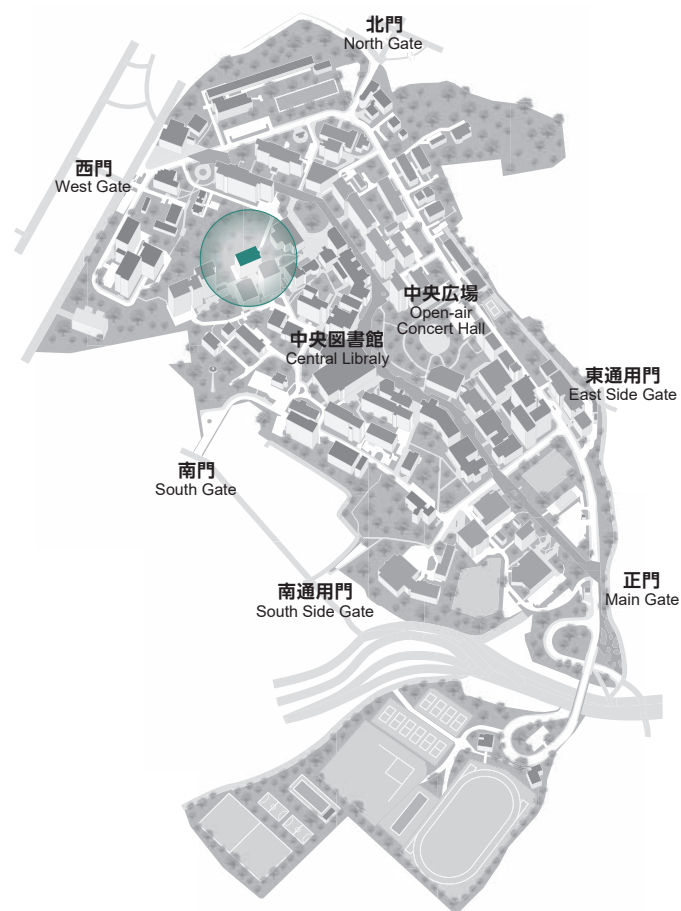 北門
North Gate
西門
West Gate
中央広場
Open-air
Concert Hall
中央図書館
Central Libraly
東通用門
East Side Gate
南門
South Gate
南通用門
South Side Gate
正門
Main Gate